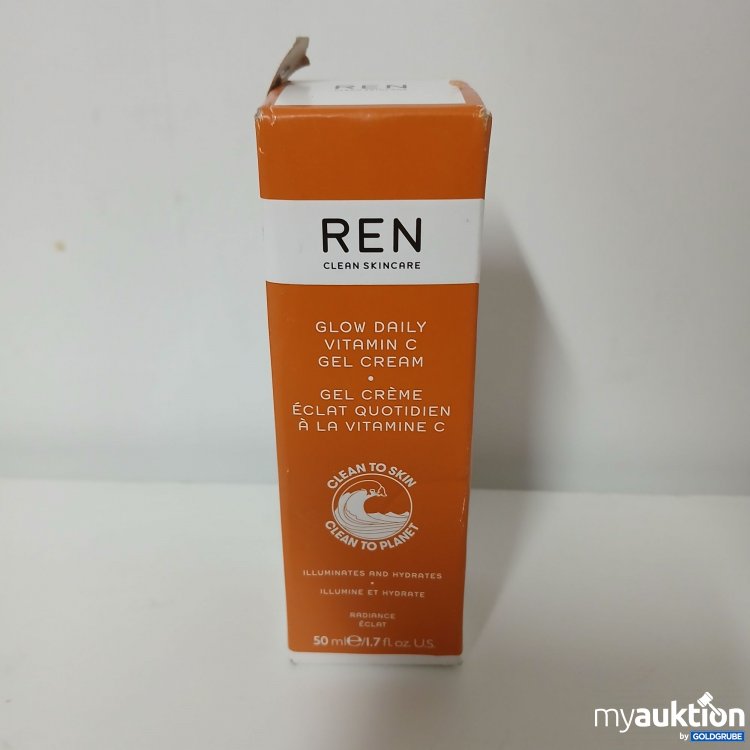 REN
REN
CLEAN SKINCARE
GLOW DAILY
VITAMIN C
GEL CREAM
•
GEL CRÈME
ÉCLAT QUOTIDIEN
À LA VITAMINE C
CLEAN TO SKIN
CLEAN TO PLANET
ILLUMINATES AND HYDRATES
•
ILLUMINE ET HYDRATE
RADIANCE
ÉCLAT
50 ml℮/1.7 fl. oz. U.S.
myauktion
by GOLDGRUBE